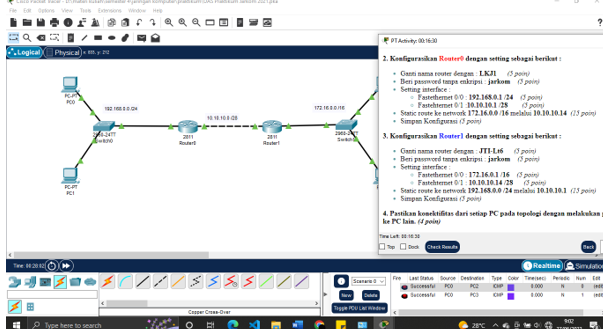 File Edit Options View Tools Extensions Window Help
Logical Physical x: 885, y: 212
PC-PT
PC0
192.168.0.0/24
2960-24TT
Switch0
PC-PT
PC1
2811
Router0
10.10.10.0 /28
2811
Router1
172.16.0.0/16
2960-24TT
PT Activity: 00:16:30
2. Konfigurasikan Router0 dengan setting sebagai berikut :
Ganti nama router dengan : LKJ1 (5 poin)
Beri password tanpa enkripsi : jarkom (5 poin)
Setting interface :
Fastethernet 0/0 : 192.168.0.1 /24 (5 poin)
Fastethernet 0/1 : 10.10.10.1 /28 (5 poin)
Static route ke network 172.16.0.0 /16 melalui 10.10.10.14 (15 poin)
Simpan Konfigurasi (5 poin)
3. Konfigurasikan Router1 dengan setting sebagai berikut :
Ganti nama router dengan : JTI-Lt6 (5 poin)
Beri password tanpa enkripsi : jarkom (5 poin)
Setting interface :
Fastethernet 0/0 : 172.16.0.1 /16 (5 poin)
Fastethernet 0/1 : 10.10.10.14 /28 (5 poin)
Static route ke network 192.168.0.0 /24 melalui 10.10.10.1 (15 poin)
Simpan Konfigurasi (5 poin)
4. Pastikan konektifitas dari setiap PC pada topologi dengan melakukan
ke PC lain. (4 poin)
Time Left: 00:16:38
Top Dock Check Results Back
Time: 00:28:02
Realtime Simulation
Scenario 0
New Delete
Toggle PDU List Window
Fire Last Status Source Destination Type Color Time(sec) Periodic Num Edit
Successful PC0 PC2 ICMP 0.000 N 0 (edit
Successful PC3 PC0 ICMP 0.000 N 1 (edit
Copper Cross-Over
Type here to search
28°C
9:02